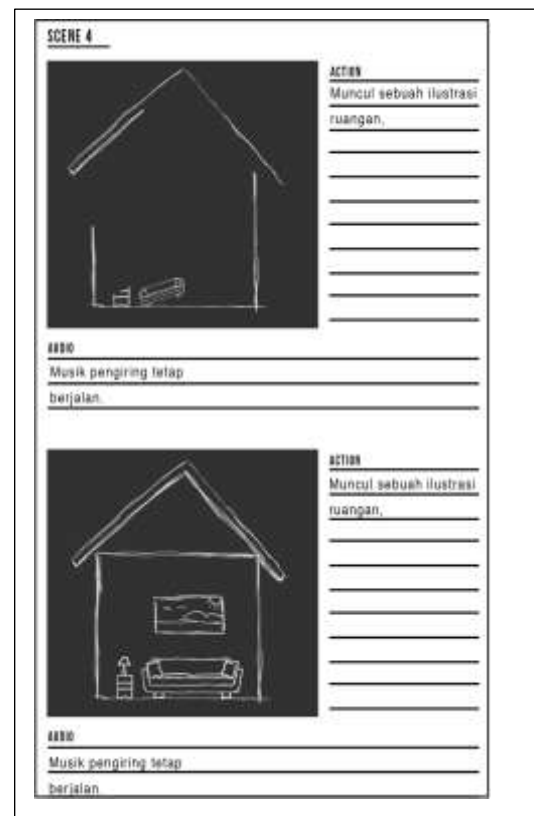 SCENE 4
ACTION
Muncul sebuah ilustrasi
ruangan,
AUDIO
Musik pengiring tetap
berjalan.
ACTION
Muncul sebuah ilustrasi
ruangan,
AUDIO
Musik pengiring tetap
berjalan